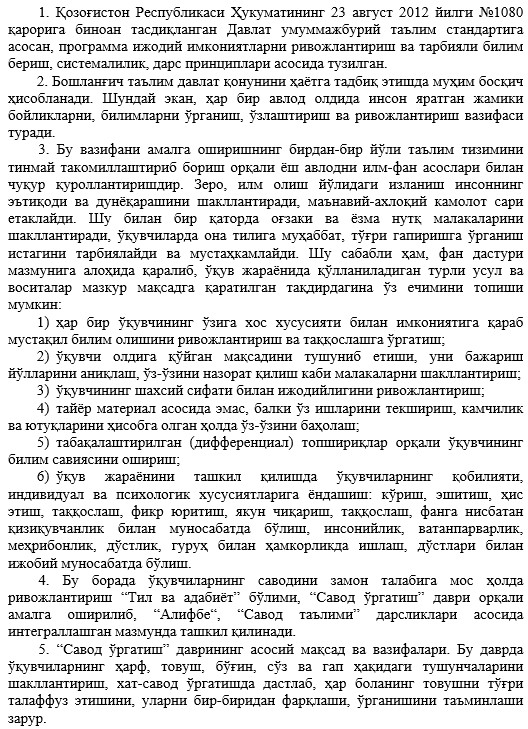 1. Қозоғистон Республикаси Ҳукуматининг 23 август 2012 йилги №1080
қарорига биноан тасдиқланган Давлат умуммажбурий таълим стандартига
асосан, программа ижодий имкониятларни ривожлантириш ва тарбияли билим
бериш, системалилик, дарс принциплари асосида тузилган.
2. Бошланғич таълим давлат қонунини ҳаётга тадбиқ этишда муҳим босқич
ҳисобланади. Шундай экан, ҳар бир авлод олдида инсон яратган жамики
бойликларни, билимларни ўрганиш, ўзлаштириш ва ривожлантириш вазифаси
туради.
3. Бу вазифани амалга оширишнинг бирдан-бир йўли таълим тизимини
тинмай такомиллаштириб бориш орқали ёш авлодни илм-фан асослари билан
чуқур қуроллантиришдир. Зеро, илм олиш йўлидаги изланиш инсоннинг
эътиқоди ва дунёқарашини шакллантиради, маънавий-ахлоқий камолот сари
етаклайди. Шу билан бир қаторда оғзаки ва ёзма нутқ малакаларини
шакллантиради, ўқувчиларда она тилига муҳаббат, тўғри гапиришга ўрганиш
истагини тарбиялайди ва мустаҳкамлайди. Шу сабабли ҳам, фан дастури
мазмунига алоҳида қаралиб, ўқув жараёнида қўлланиладиган турли усул ва
воситалар мазкур мақсадга қаратилган тақдирдагина ўз ечимини топиши
мумкин:
1) ҳар бир ўқувчининг ўзига хос хусусияти билан имкониятига қараб
мустақил билим олишини ривожлантириш ва таққослашга ўргатиш;
2) ўқувчи олдига қўйган мақсадини тушуниб етиши, уни бажариш
йўлларини аниқлаш, ўз-ўзини назорат қилиш каби малакаларни шакллантириш;
3) ўқувчининг шахсий сифати билан ижодийлигини ривожлантириш;
4) тайёр материал асосида эмас, балки ўз ишларини текшириш, камчилик
ва ютуқларини ҳисобга олган ҳолда ўз-ўзини баҳолаш;
5) табақалаштирилган (дифференциал) топшириқлар орқали ўқувчининг
билим савиясини ошириш;
6) ўқув жараёнини ташкил қилишда ўқувчиларнинг қобилияти,
индивидуал ва психологик хусусиятларига ёндашиш: кўриш, эшитиш, ҳис
этиш, таққослаш, фикр юритиш, якун чиқариш, таққослаш, фанга нисбатан
қизиқувчанлик билан муносабатда бўлиш, инсонийлик, ватанпарварлик,
меҳрибонлик, дўстлик, гуруҳ билан ҳамкорликда ишлаш, дўстлари билан
ижобий муносабатда бўлиш.
4. Бу борада ўқувчиларнинг саводини замон талабига мос ҳолда
ривожлантириш “Тил ва адабиёт” бўлими, “Савод ўргатиш” даври орқали
амалга оширилиб, “Алифбе“, “Савод таълими” дарсликлари асосида
интеграллашган мазмунда ташкил қилинади.
5. “Савод ўргатиш” даврининг асосий мақсад ва вазифалари. Бу даврда
ўқувчиларнинг ҳарф, товуш, бўғин, сўз ва гап ҳақидаги тушунчаларини
шакллантириш, хат-савод ўргатишда дастлаб, ҳар боланинг товушни тўғри
талаффуз этишини, уларни бир-биридан фарқлаши, ўрганишини таъминлаши
зарур.